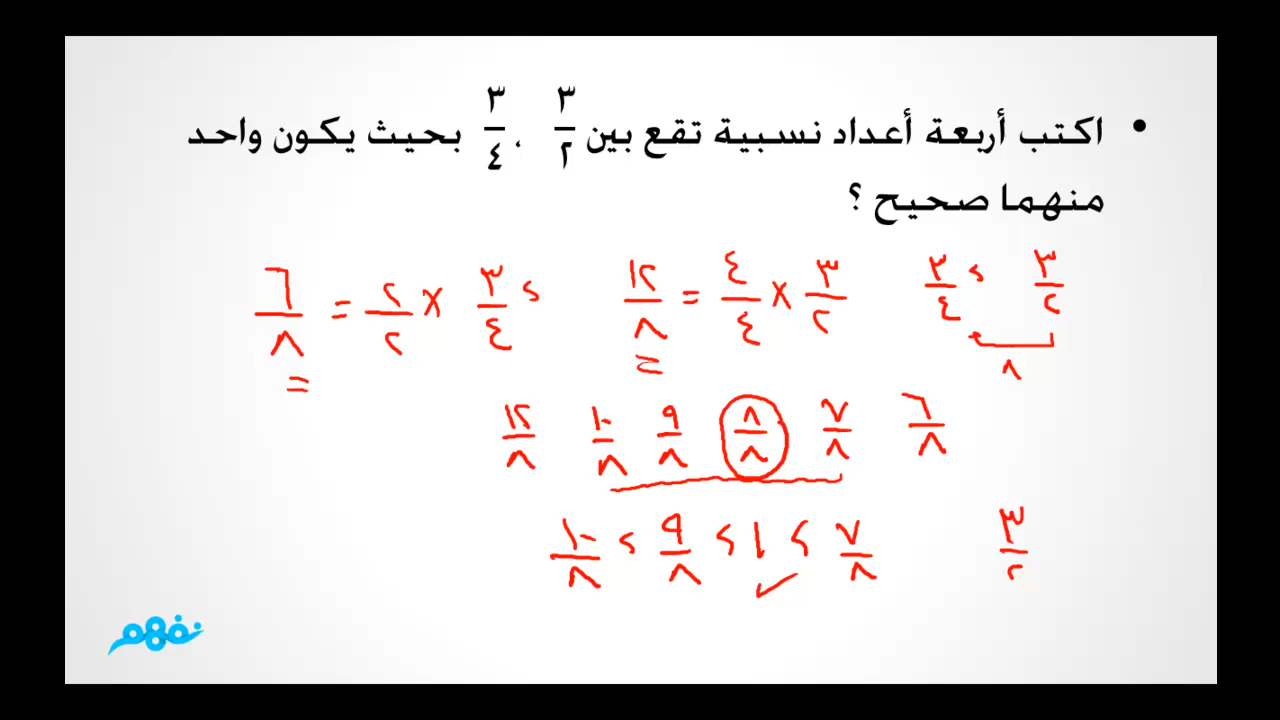 • اكتب أربعة أعداد نسبية تقع بين ٣/٢ ، ٣/٤ بحيث يكون واحد
منهما صحيح ؟
٣/٢ ، ٣/٤
٨
٣/٢ × ٤/٤ = ١٢/٨
، ٣/٤ × ٢/٢ = ٦/٨
=
=
٦/٨ ٧/٨ ٨/٨ ٩/٨ ١٠/٨ ١٢/٨
٣/٢
٧/٨ ، ١ ، ٩/٨ ، ١٠/٨
نفهم